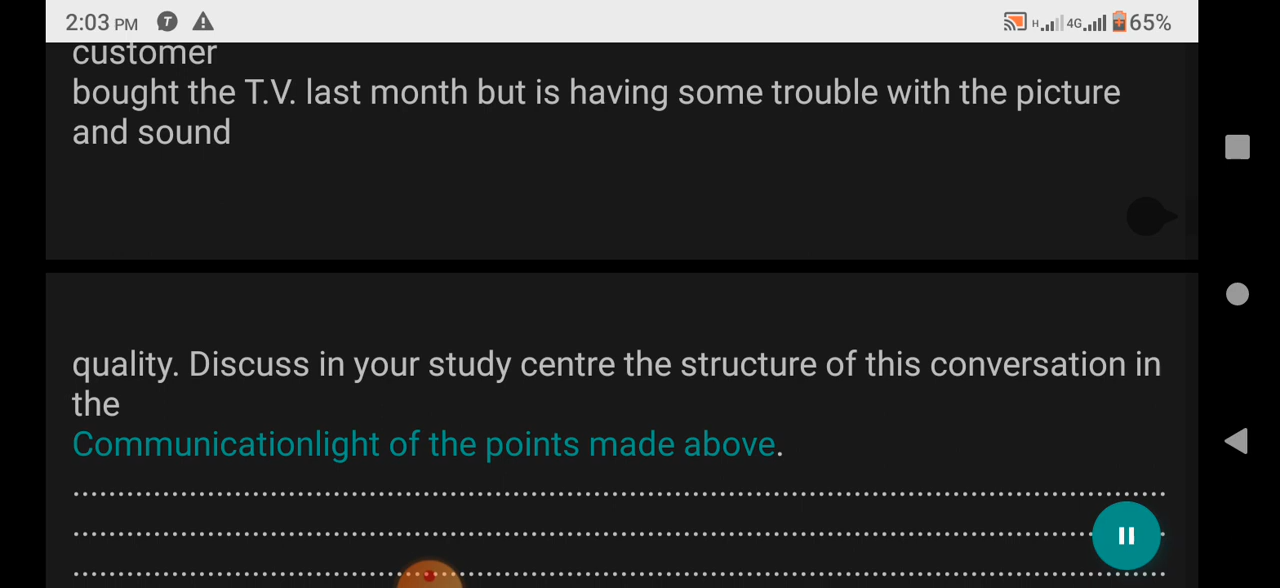 2:03 PM
H 4G 65%
customer
bought the T.V. last month but is having some trouble with the picture
and sound
quality. Discuss in your study centre the structure of this conversation in
the
Communicationlight of the points made above.
................................................................................................................................
................................................................................................................................
................................................................................................................................